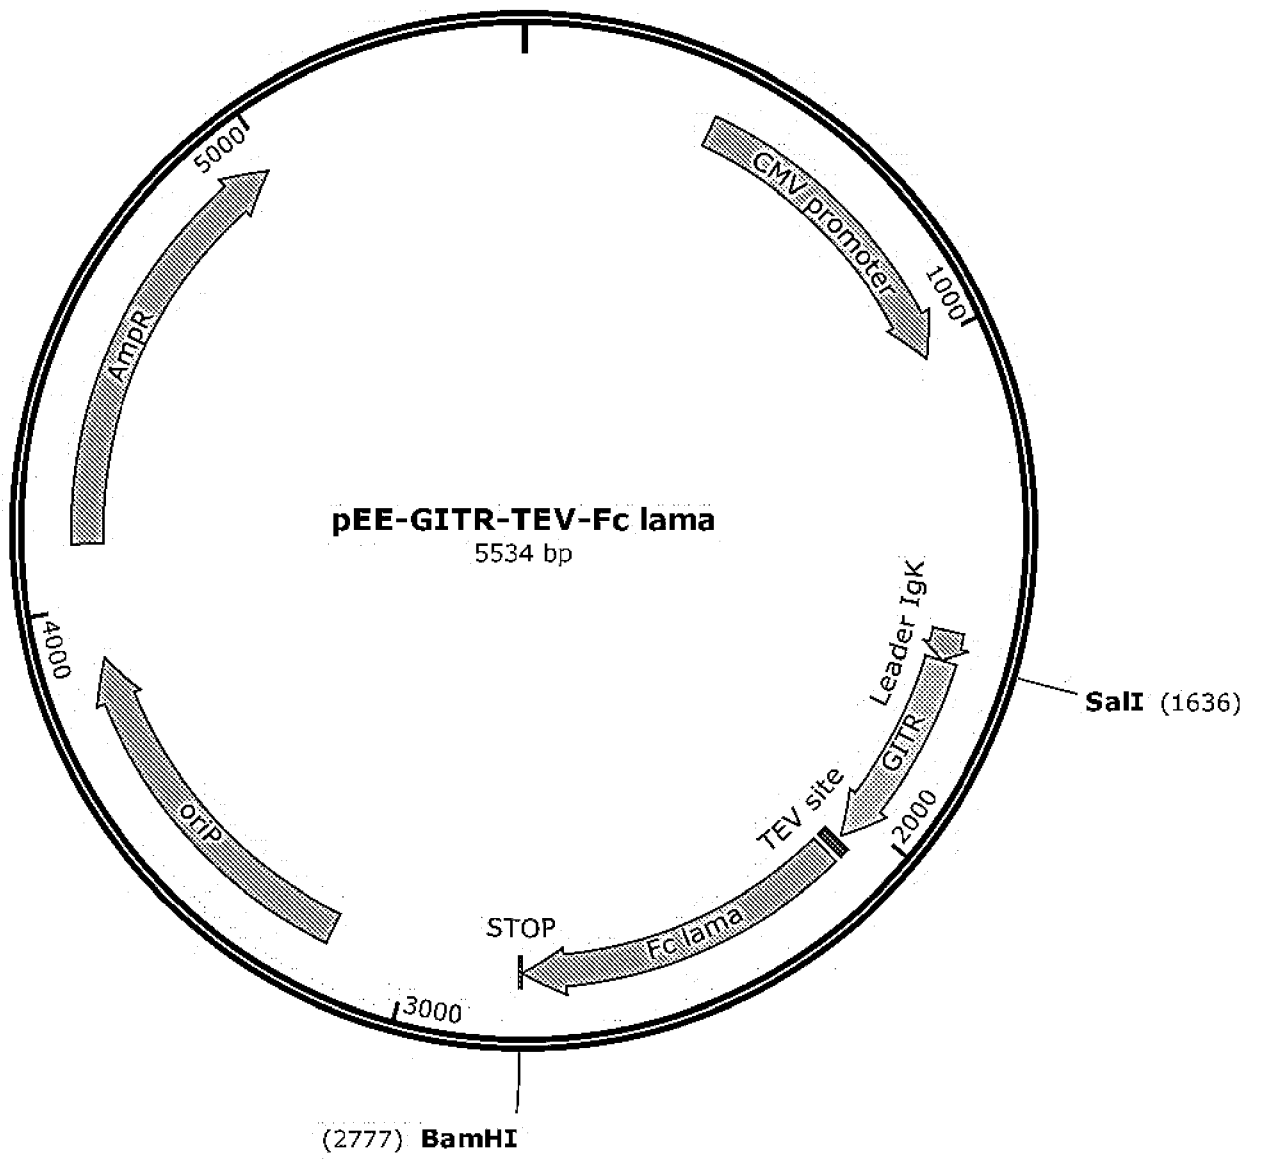 5000
CMV promoter
1000
AmpR
pEE-GITR-TEV-Fc lama
5534 bp
Leader IgK
4000
SalI (1636)
GITR
TEV site
2000
oriP
STOP
Fc lama
3000
(2777) BamHI